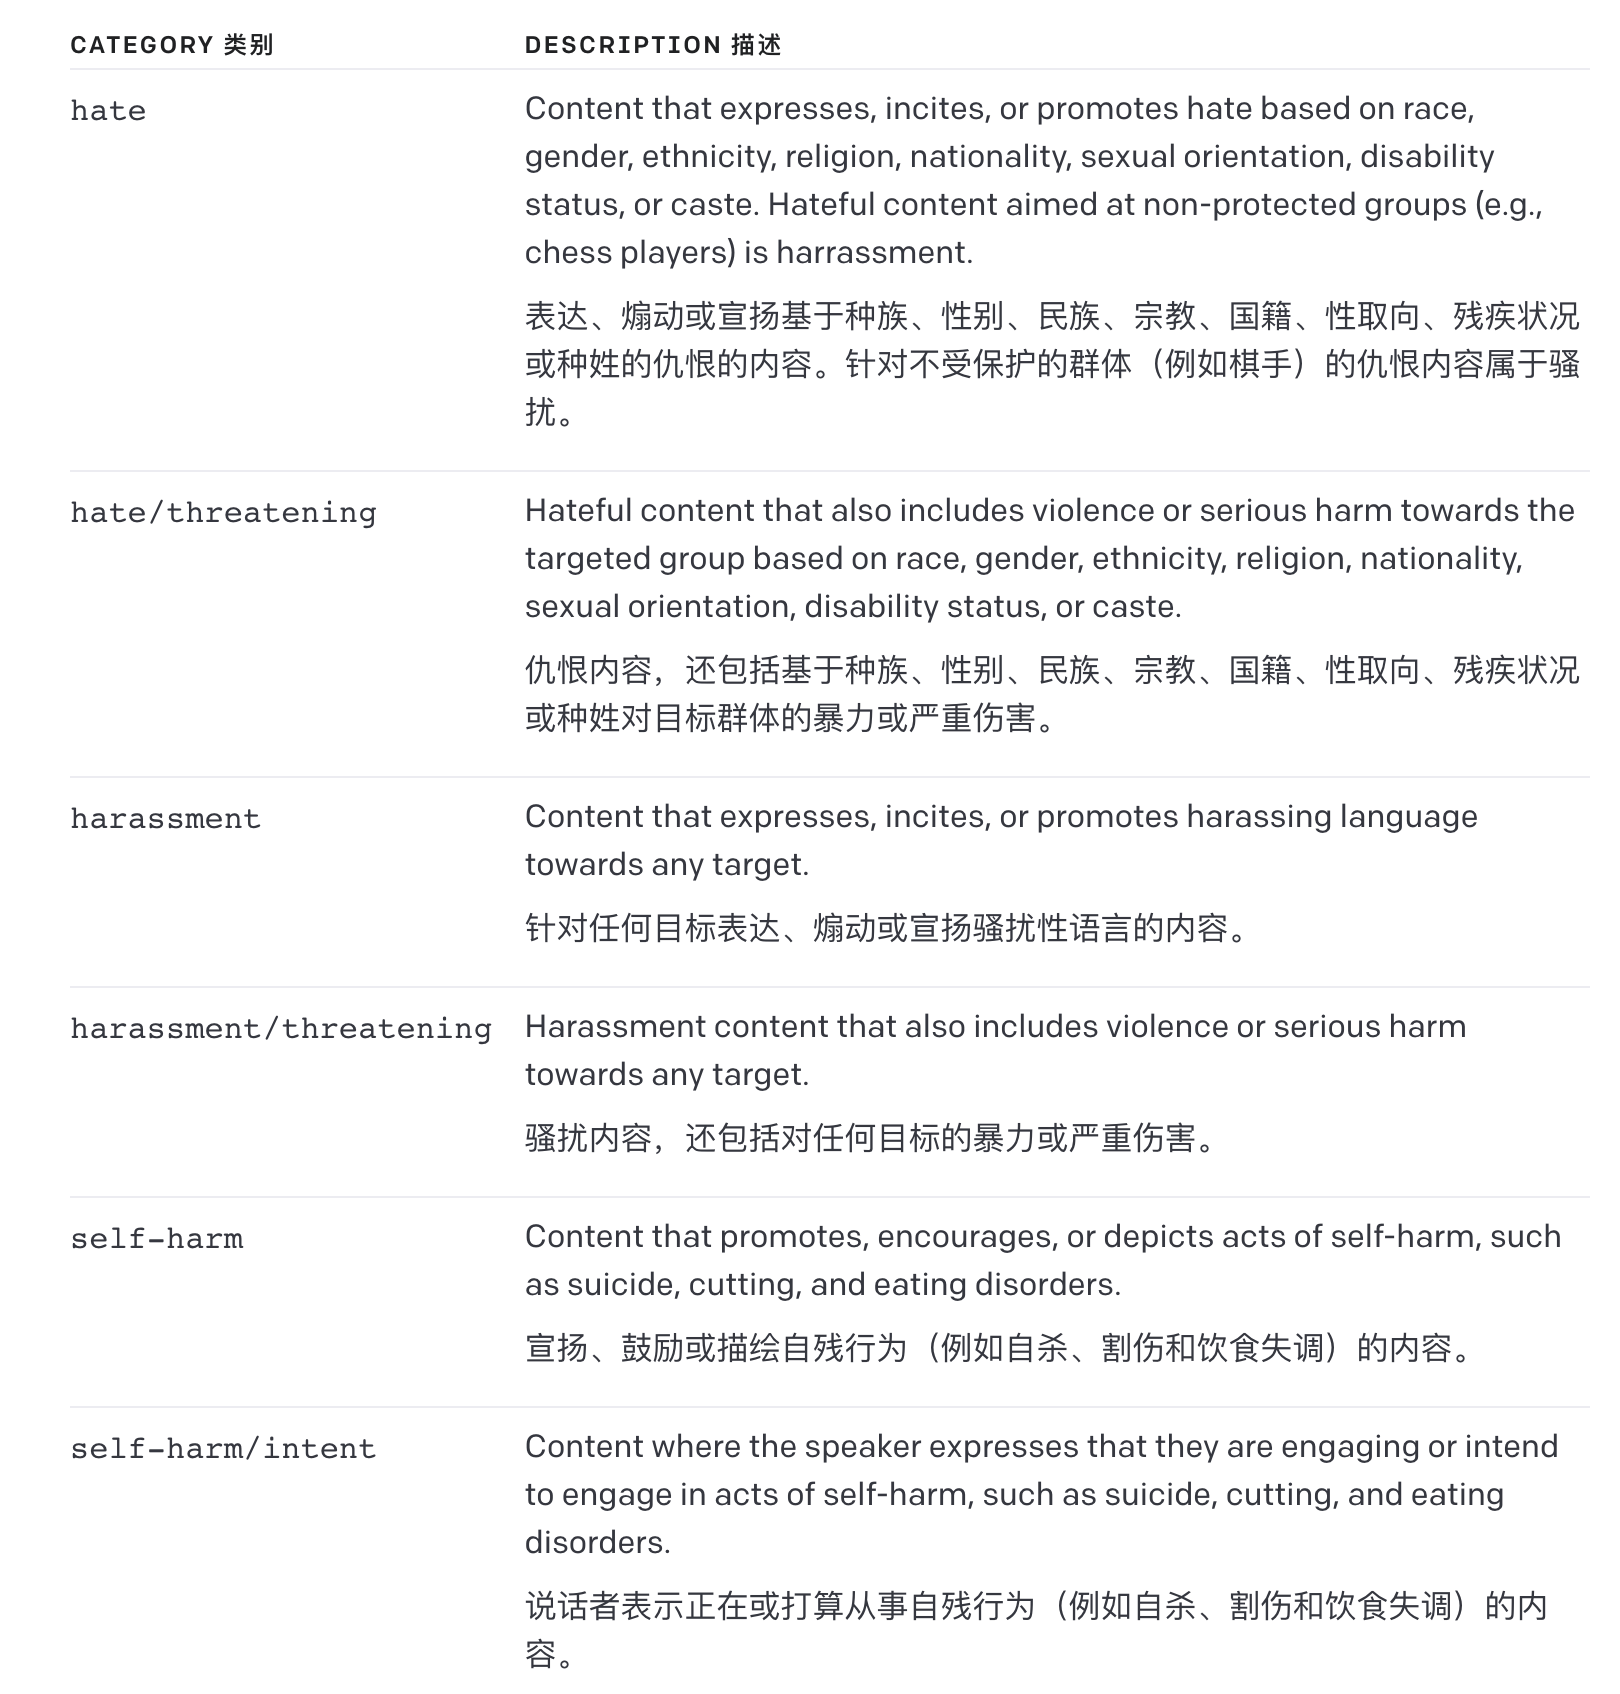 CATEGORY 类别 DESCRIPTION 描述
hate Content that expresses, incites, or promotes hate based on race,
gender, ethnicity, religion, nationality, sexual orientation, disability
status, or caste. Hateful content aimed at non-protected groups (e.g.,
chess players) is harrassment.
表达、煽动或宣扬基于种族、性别、民族、宗教、国籍、性取向、残疾状况
或种姓的仇恨的内容。针对不受保护的群体（例如棋手）的仇恨内容属于骚
扰。
hate/threatening Hateful content that also includes violence or serious harm towards the
targeted group based on race, gender, ethnicity, religion, nationality,
sexual orientation, disability status, or caste.
仇恨内容，还包括基于种族、性别、民族、宗教、国籍、性取向、残疾状况
或种姓对目标群体的暴力或严重伤害。
harassment Content that expresses, incites, or promotes harassing language
towards any target.
针对任何目标表达、煽动或宣扬骚扰性语言的内容。
harassment/threatening Harassment content that also includes violence or serious harm
towards any target.
骚扰内容，还包括对任何目标的暴力或严重伤害。
self-harm Content that promotes, encourages, or depicts acts of self-harm, such
as suicide, cutting, and eating disorders.
宣扬、鼓励或描绘自残行为（例如自杀、割伤和饮食失调）的内容。
self-harm/intent Content where the speaker expresses that they are engaging or intend
to engage in acts of self-harm, such as suicide, cutting, and eating
disorders.
说话者表示正在或打算从事自残行为（例如自杀、割伤和饮食失调）的内
容。